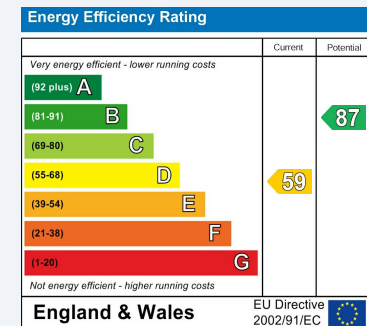 Energy Efficiency Rating
Current Potential
Very energy efficient - lower running costs
(92 plus) A
(81-91) B
87
(69-80) C
(55-68) D
59
(39-54) E
(21-38) F
(1-20) G
Not energy efficient - higher running costs
England & Wales
EU Directive
2002/91/EC